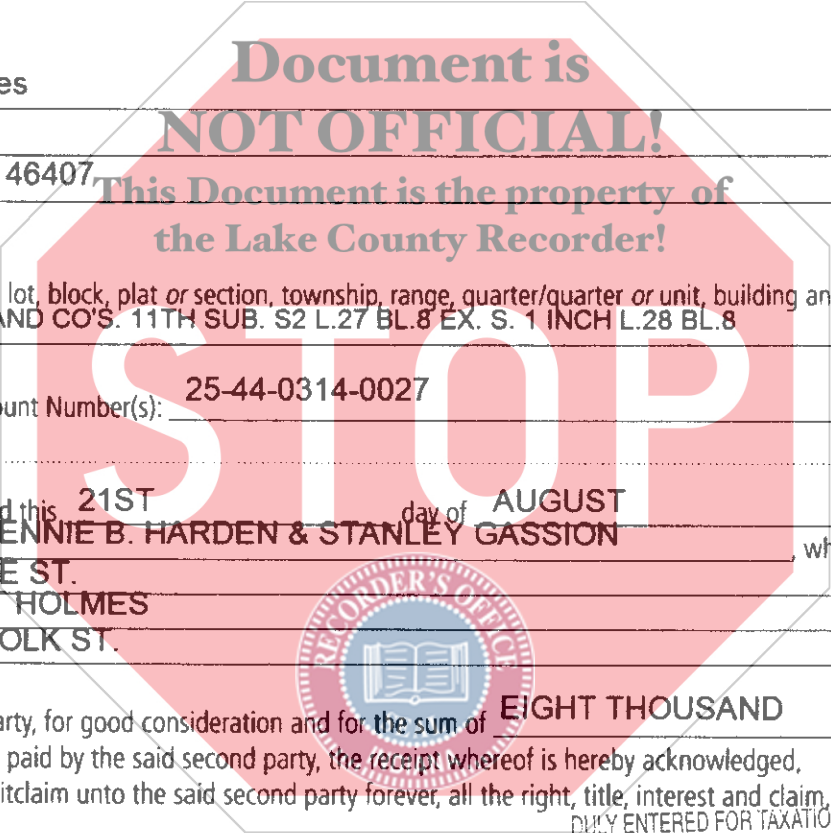 Document is
es
NOT OFFICIAL!
46407
This Document is the property of
the Lake County Recorder!
lot, block, plat or section, township, range, quarter/quarter or unit, building an
AND CO'S. 11TH SUB. S2 L.27 BL.8 EX. S. 1 INCH L.28 BL.8
STOP
ount Number(s): 25-44-0314-0027
d this 21ST day of AUGUST
ENNIE B. HARDEN & STANLEY GASSION, wh
E ST.
HOLMES
OLK ST.
RECORDER'S OFFICE
arty, for good consideration and for the sum of EIGHT THOUSAND
paid by the said second party, the receipt whereof is hereby acknowledged,
itclaim unto the said second party forever, all the right, title, interest and claim,
DULY ENTERED FOR TAXATIO